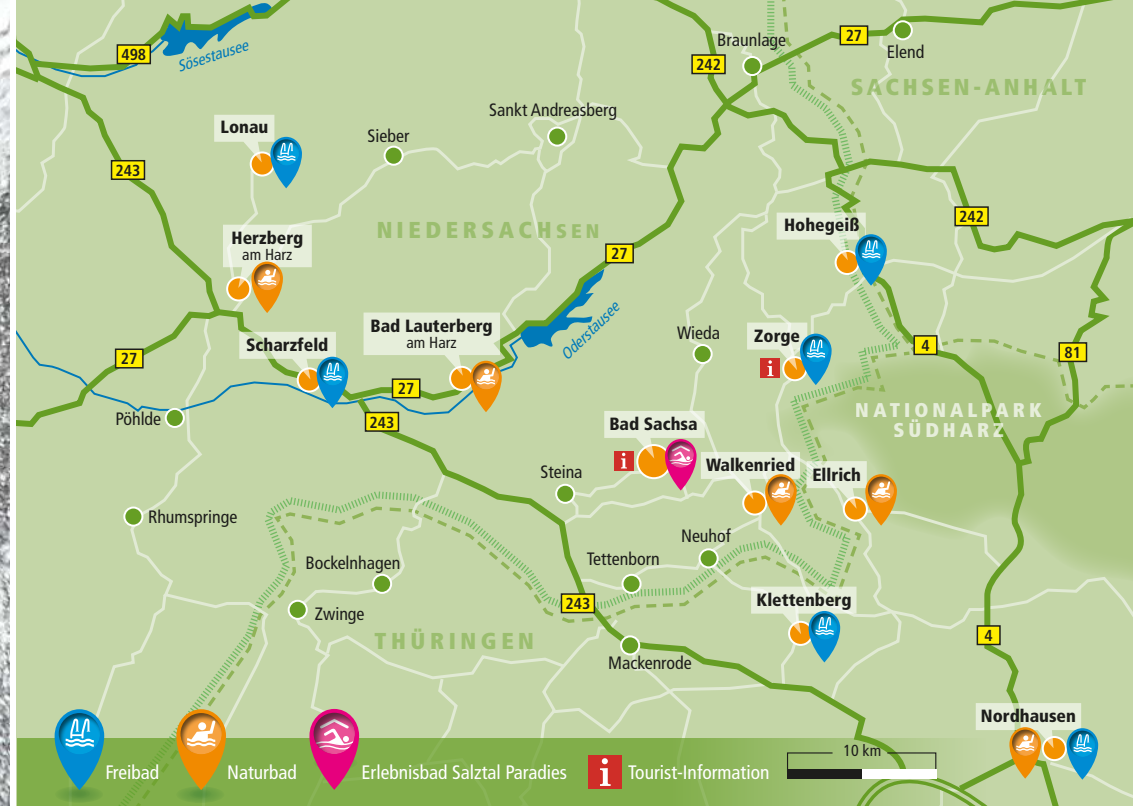 498
Sösestausee
Braunlage
27
Elend
242
SACHSEN-ANHALT
Sankt Andreasberg
Lonau
Sieber
243
242
Hohegeiß
NIEDERSACHSEN
Herzberg
am Harz
27
Bad Lauterberg
am Harz
Oderstausee
Wieda
Zorge
i
4
81
27
Scharzfeld
27
Pöhlde
243
NATIONALPARK
SÜDHARZ
Bad Sachsa
i
Walkenried
Ellrich
Steina
Rhumspringe
Neuhof
Tettenborn
Bockelnhagen
Zwinge
243
Klettenberg
THÜRINGEN
Mackenrode
4
Nordhausen
Freibad
Naturbad
Erlebnisbad Salztal Paradies
i
Tourist-Information
10 km